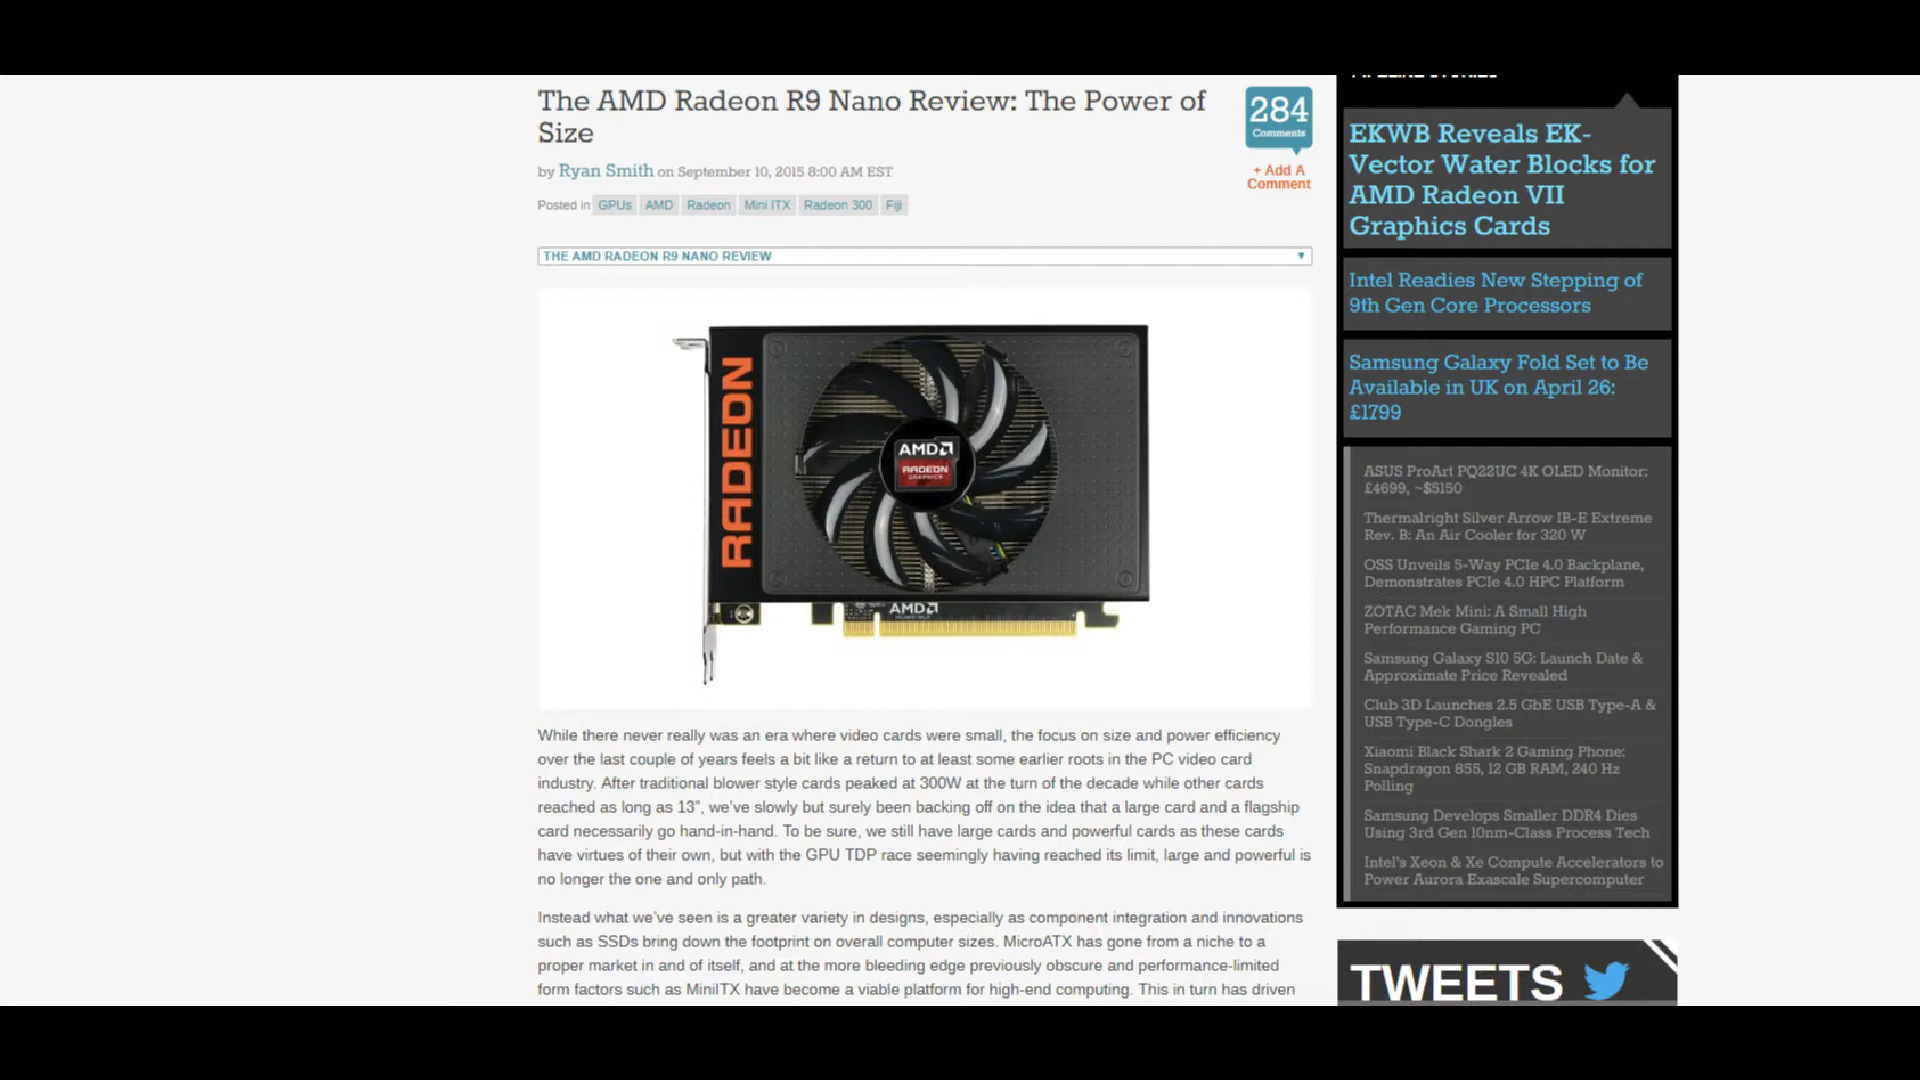 The AMD Radeon R9 Nano Review: The Power of
Size
by Ryan Smith on September 10, 2015 8:00 AM EST
Posted in GPUs AMD Radeon Mini ITX Radeon 300 Fiji
284
Comments
+ Add A
Comment
THE AMD RADEON R9 NANO REVIEW
RADEON
AMD
RADEON
GRAPHICS
AMD
While there never really was an era where video cards were small, the focus on size and power efficiency
over the last couple of years feels a bit like a return to at least some earlier roots in the PC video card
industry. After traditional blower style cards peaked at 300W at the turn of the decade while other cards
reached as long as 13", we've slowly but surely been backing off on the idea that a large card and a flagship
card necessarily go hand-in-hand. To be sure, we still have large cards and powerful cards as these cards
have virtues of their own, but with the GPU TDP race seemingly having reached its limit, large and powerful is
no longer the one and only path.
Instead what we've seen is a greater variety in designs, especially as component integration and innovations
such as SSDs bring down the footprint on overall computer sizes. MicroATX has gone from a niche to a
proper market in and of itself, and at the more bleeding edge previously obscure and performance-limited
form factors such as MiniITX have become a viable platform for high-end computing. This in turn has driven
EKWB Reveals EK-
Vector Water Blocks for
AMD Radeon VII
Graphics Cards
Intel Readies New Stepping of
9th Gen Core Processors
Samsung Galaxy Fold Set to Be
Available in UK on April 26:
£1799
ASUS ProArt PQ22UC 4K OLED Monitor:
£4699, ~$5150
Thermalright Silver Arrow IB-E Extreme
Rev. B: An Air Cooler for 320 W
OSS Unveils 5-Way PCIe 4.0 Backplane,
Demonstrates PCIe 4.0 HPC Platform
ZOTAC Mek Mini: A Small High
Performance Gaming PC
Samsung Galaxy S10 5G: Launch Date &
Approximate Price Revealed
Club 3D Launches 2.5 GbE USB Type-A &
USB Type-C Dongles
Xiaomi Black Shark 2 Gaming Phone:
Snapdragon 855, 12 GB RAM, 240 Hz
Polling
Samsung Develops Smaller DDR4 Dies
Using 3rd Gen 10nm-Class Process Tech
Intel's Xeon & Xe Compute Accelerators to
Power Aurora Exascale Supercomputer
TWEETS